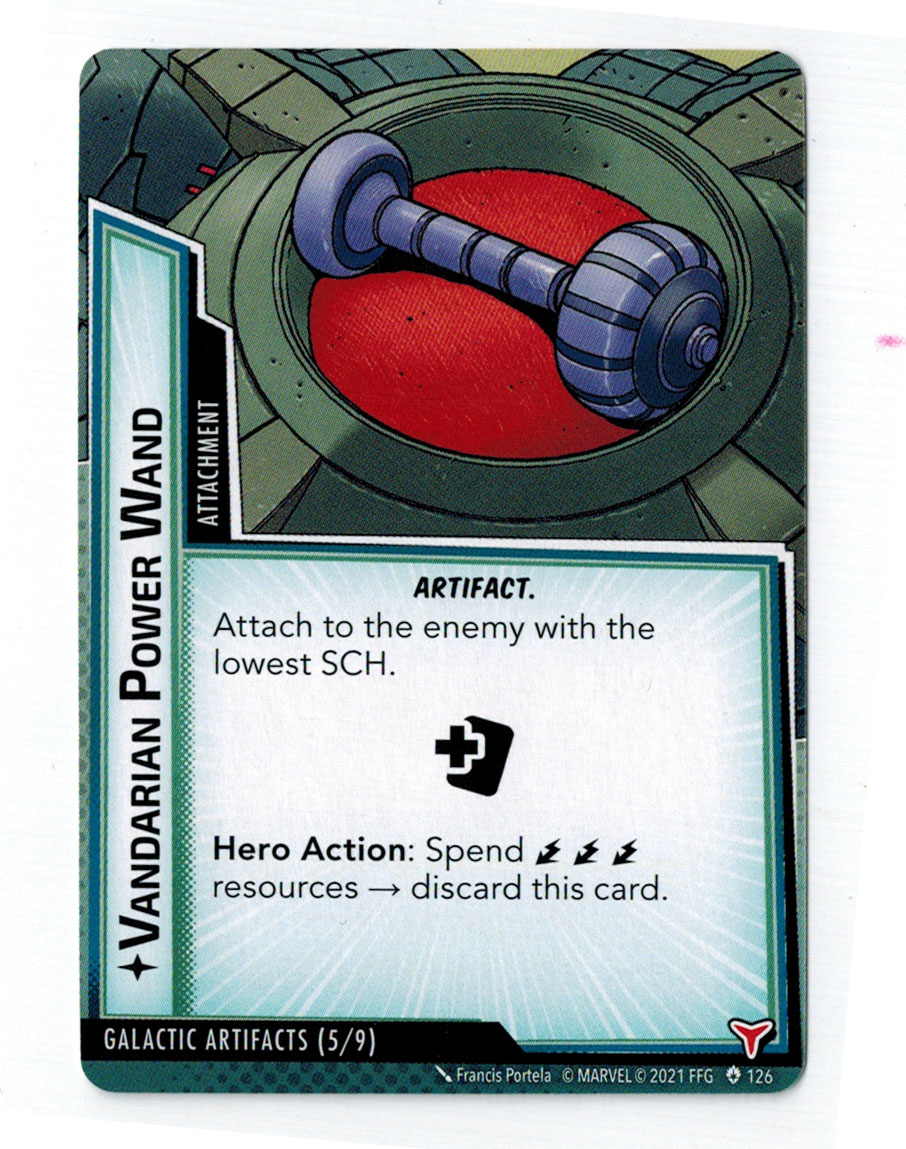 ATTACHMENT
VANDARIAN POWER WAND
ARTIFACT.
Attach to the enemy with the
lowest SCH.
Hero Action: Spend
resources → discard this card.
GALACTIC ARTIFACTS (5/9)
Francis Portela © MARVEL © 2021 FFG 126